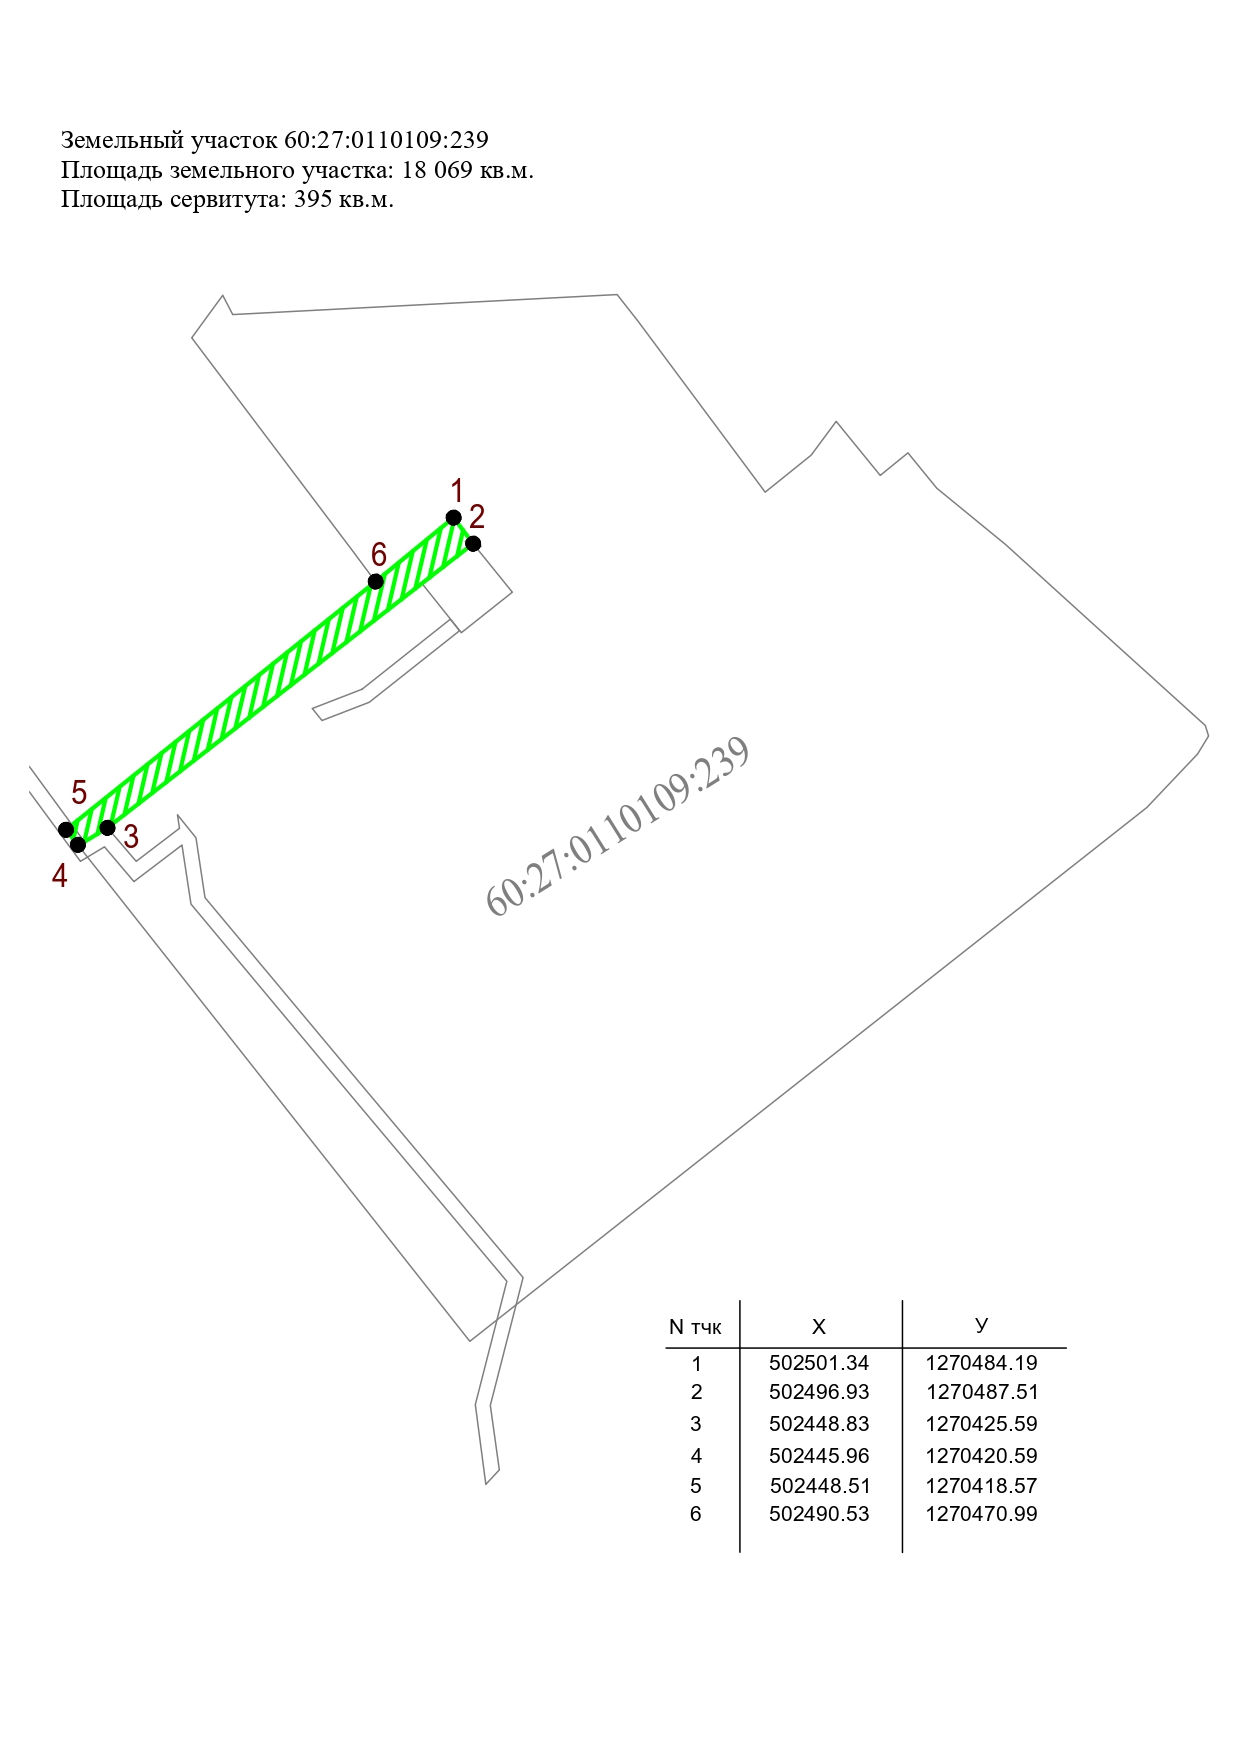 Земельный участок 60:27:0110109:239
Площадь земельного участка: 18 069 кв.м.
Площадь сервитута: 395 кв.м.
1
2
6
5
3
4
60:27:0110109:239
N тчк X У
1 502501.34 1270484.19
2 502496.93 1270487.51
3 502448.83 1270425.59
4 502445.96 1270420.59
5 502448.51 1270418.57
6 502490.53 1270470.99